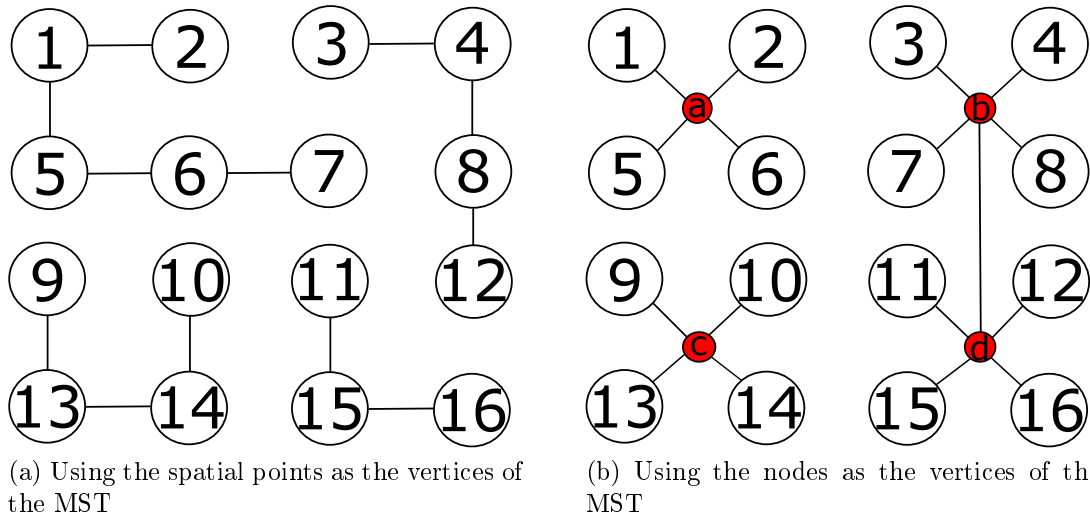 1 2 3 4 1 2 3 4
a b
5 6 7 8 5 6 7 8
9 10 11 12 9 10 11 12
c d
13 14 15 16 13 14 15 16
(a) Using the spatial points as the vertices of
the MST
(b) Using the nodes as the vertices of th
MST